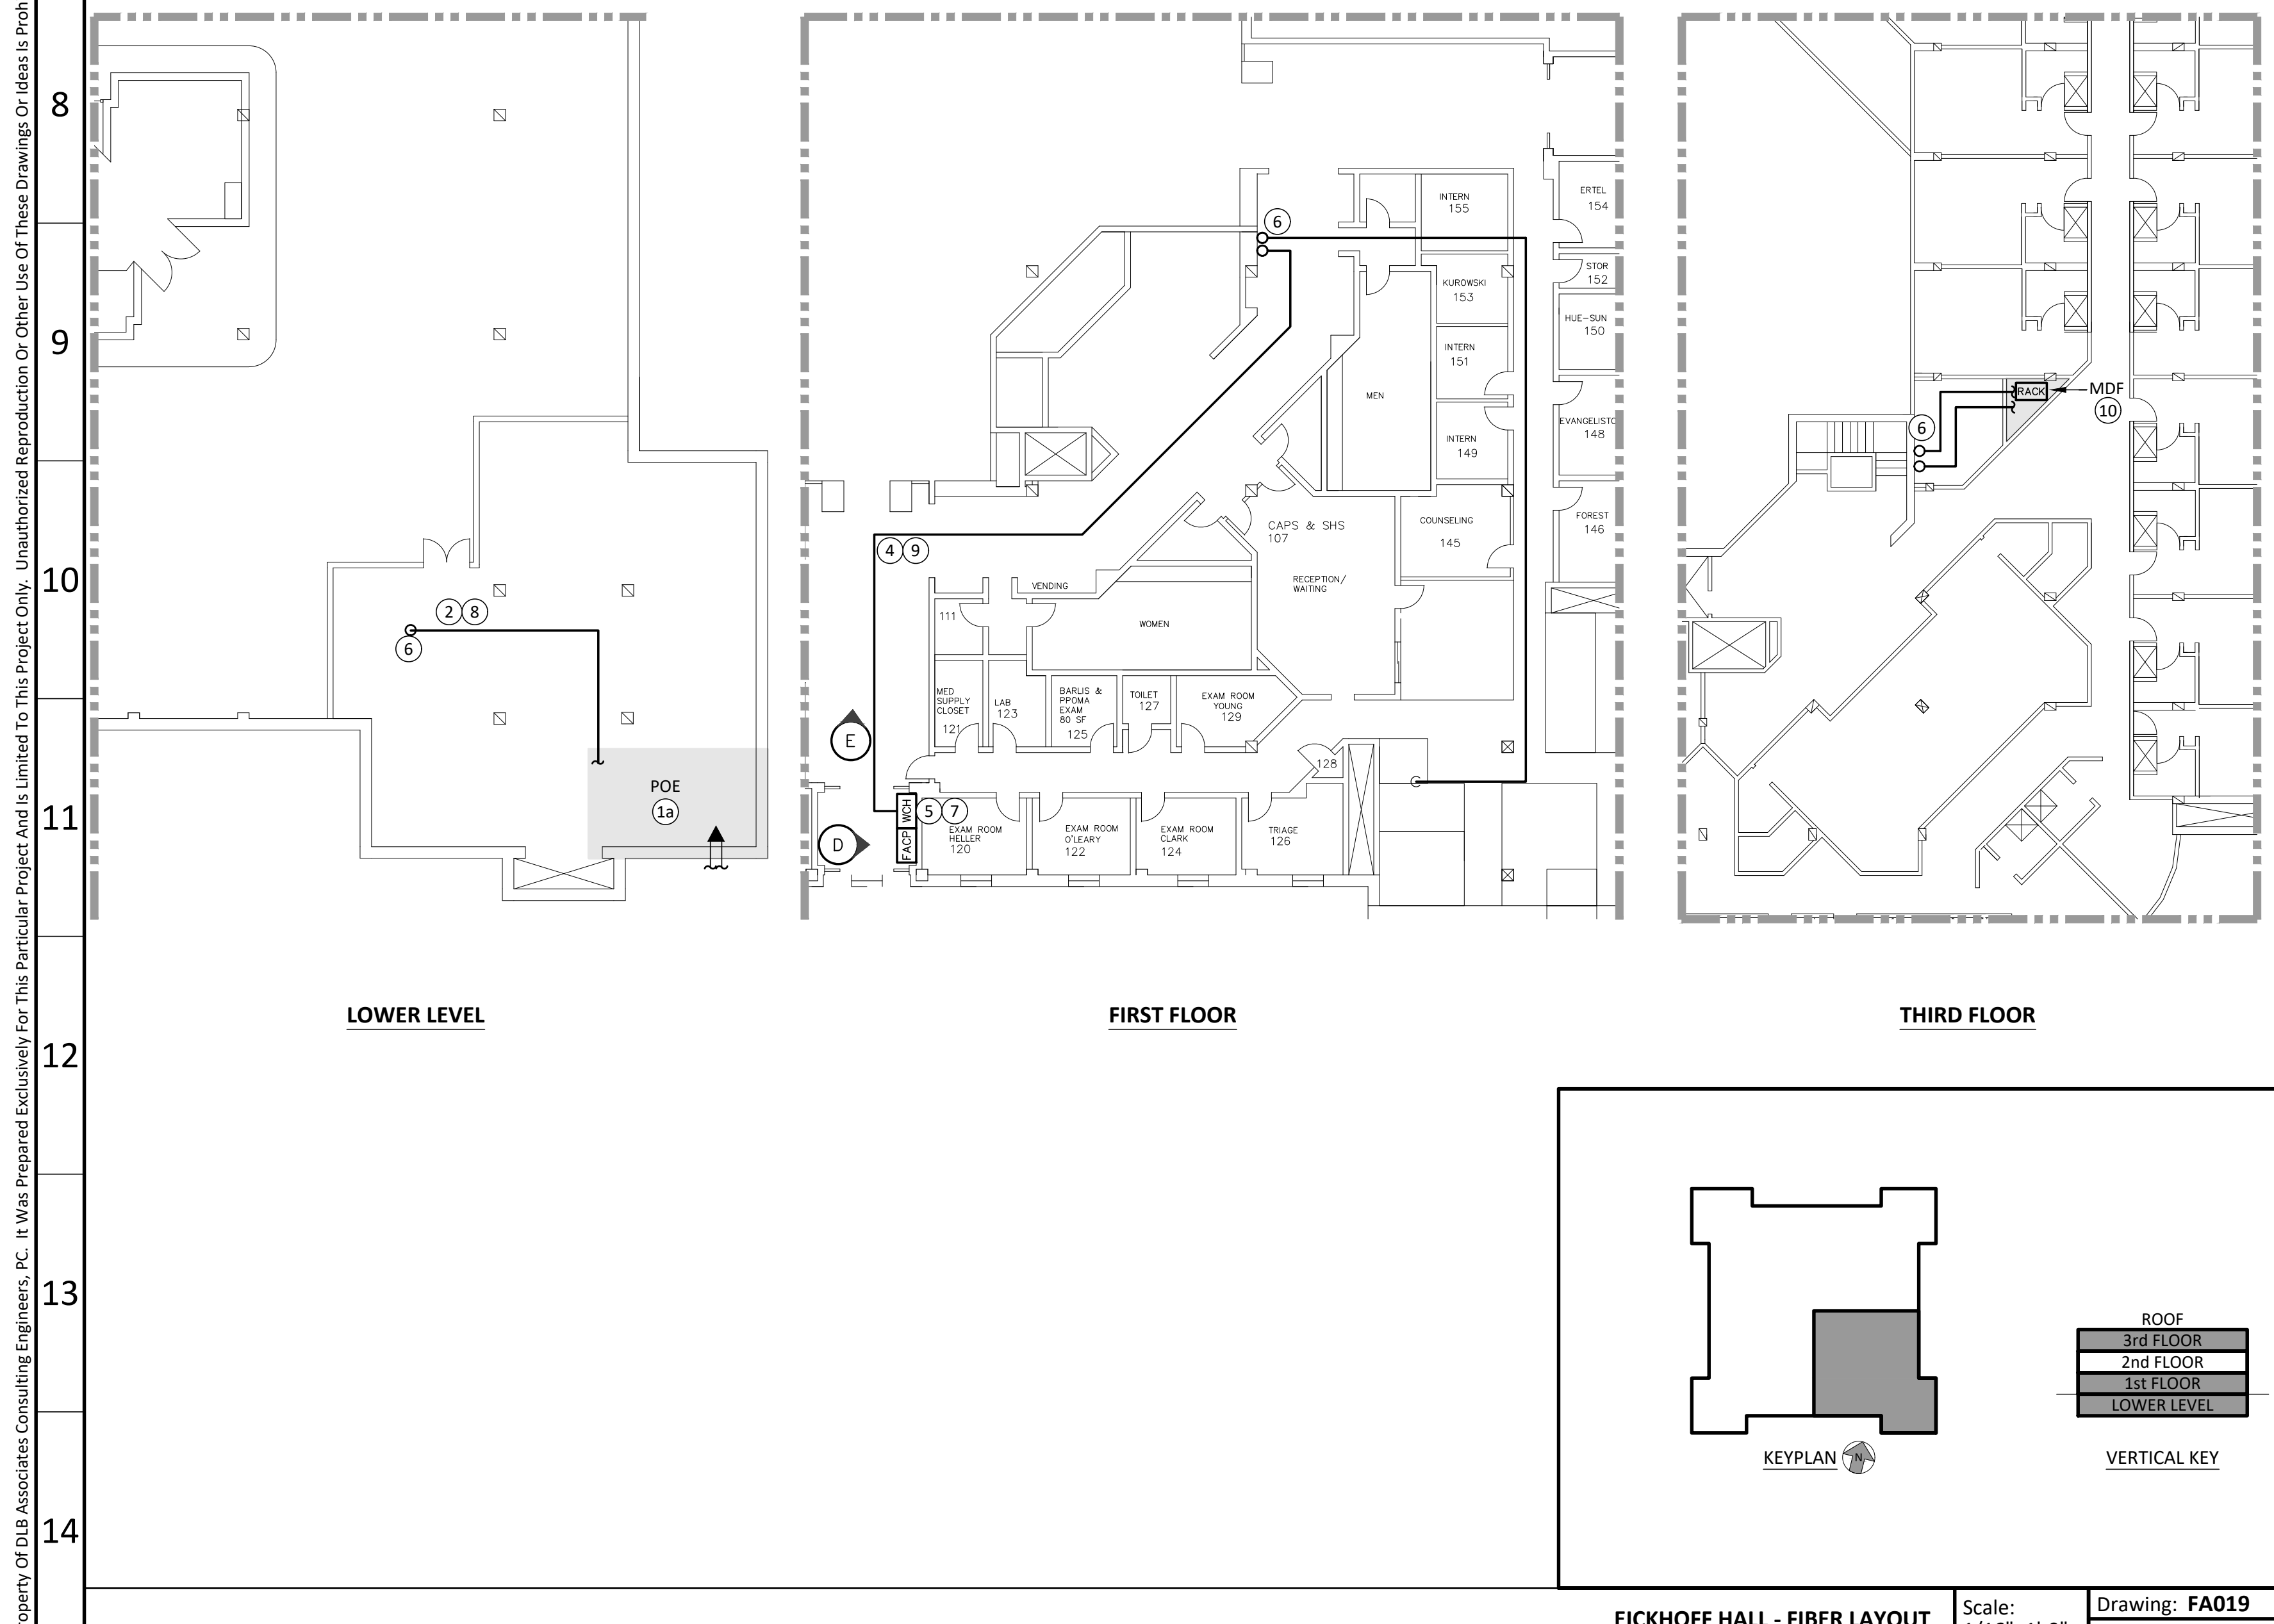 operty Of DLB Associates Consulting Engineers, PC. It Was Prepared Exclusively For This Particular Project And Is Limited To This Project Only. Unauthorized Reproduction Or Other Use Of These Drawings Or Ideas Is Proh
8
9
10
11
12
13
14
2 8
6
POE
1a
LOWER LEVEL
6
INTERN
155
ERTEL
154
STOR
152
KUROWSKI
153
HUE-SUN
150
INTERN
151
MEN
EVANGELISTO
148
INTERN
149
CAPS & SHS
107
COUNSELING
145
FOREST
146
4 9
VENDING
RECEPTION/
WAITING
111
WOMEN
MED
SUPPLY
CLOSET
121
LAB
123
BARLIS &
PPOMA
EXAM
80 SF
125
TOILET
127
EXAM ROOM
YOUNG
129
E
128
WCH
5 7
FACP
D
EXAM ROOM
HELLER
120
EXAM ROOM
O'LEARY
122
EXAM ROOM
CLARK
124
TRIAGE
126
FIRST FLOOR
RACK
MDF
10
6
THIRD FLOOR
KEYPLAN
N
ROOF
3rd FLOOR
2nd FLOOR
1st FLOOR
LOWER LEVEL
VERTICAL KEY
EICKHOFF HALL - FIBER LAYOUT
Scale:
Drawing: FA019